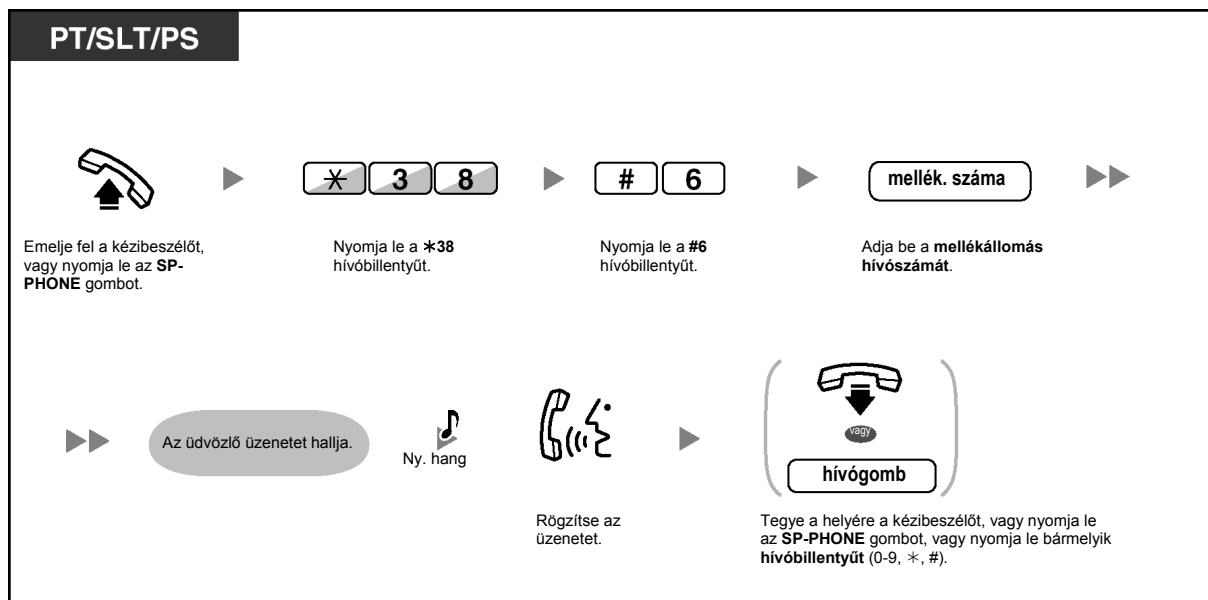 PT/SLT/PS
✳ 3 8
# 6
mellék. száma
Emelje fel a kézibeszélőt,
vagy nyomja le az SP-
PHONE gombot.
Nyomja le a ✳38
hívóbillentyűt.
Nyomja le a #6
hívóbillentyűt.
Adja be a mellékállomás
hívószámát.
Az üdvözlő üzenetet hallja.
Ny. hang
vagy
hívógomb
Rögzítse az
üzenetet.
Tegye a helyére a kézibeszélőt, vagy nyomja le
az SP-PHONE gombot, vagy nyomja le bármelyik
hívóbillentyűt (0-9, ✳, #).